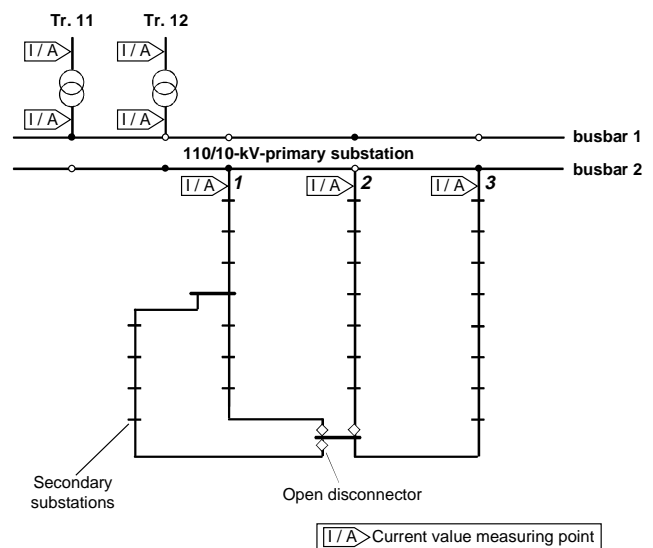 Tr. 11 Tr. 12
I / A I / A
I / A I / A
busbar 1
110/10-kV-primary substation
busbar 2
I / A 1 I / A 2 I / A 3
Secondary
substations
Open disconnector
I / A Current value measuring point